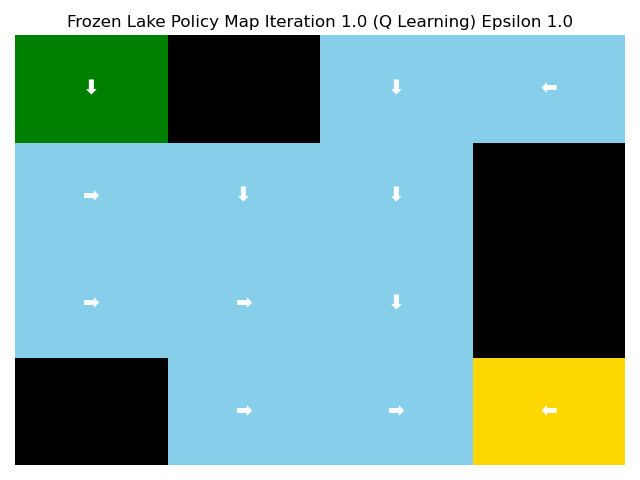 Frozen Lake Policy Map Iteration 1.0 (Q Learning) Epsilon 1.0
⬇ ⬇ ⬅
➡ ⬇ ⬇
➡ ➡ ⬇
➡ ➡ ⬅